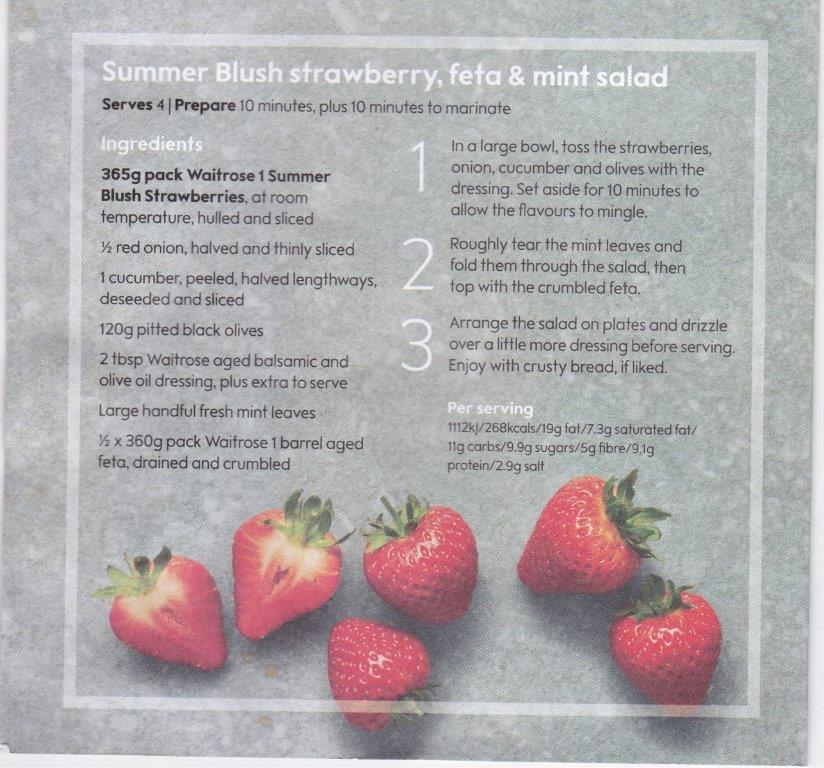 Summer Blush strawberry, feta & mint salad
Serves 4 | Prepare 10 minutes, plus 10 minutes to marinate
Ingredients
365g pack Waitrose 1 Summer
Blush Strawberries, at room
temperature, hulled and sliced
½ red onion, halved and thinly sliced
1 cucumber, peeled, halved lengthways,
deseeded and sliced
120g pitted black olives
2 tbsp Waitrose aged balsamic and
olive oil dressing, plus extra to serve
Large handful fresh mint leaves
½ x 360g pack Waitrose 1 barrel aged
feta, drained and crumbled
1
In a large bowl, toss the strawberries,
onion, cucumber and olives with the
dressing. Set aside for 10 minutes to
allow the flavours to mingle.
2
Roughly tear the mint leaves and
fold them through the salad, then
top with the crumbled feta.
3
Arrange the salad on plates and drizzle
over a little more dressing before serving.
Enjoy with crusty bread, if liked.
Per serving
1112kJ/268kcals/19g fat/7.3g saturated fat/
11g carbs/9.9g sugars/5g fibre/9.1g
protein/2.9g salt